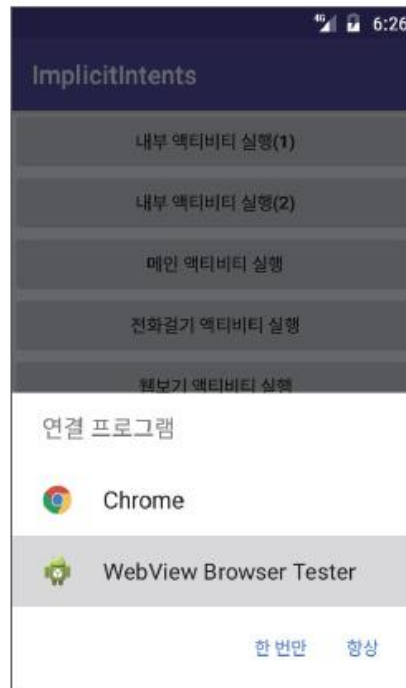 4G 6:26
ImplicitIntents
내부 액티비티 실행(1)
내부 액티비티 실행(2)
메인 액티비티 실행
전화걸기 액티비티 실행
웹보기 액티비티 실행
연결 프로그램
Chrome
WebView Browser Tester
한 번만 항상